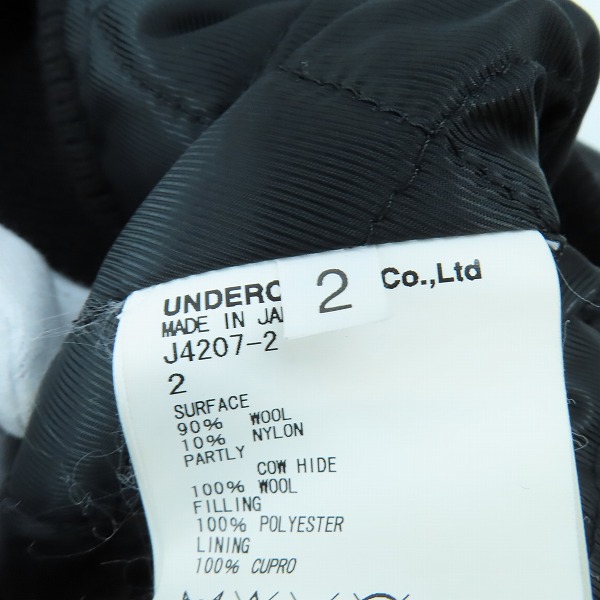 UNDERC 2 Co.,Ltd
MADE IN JA
J4207-2
2
SURFACE
90% WOOL
10% NYLON
PARTLY
COW HIDE
100% WOOL
FILLING
100% POLYESTER
LINING
100% CUPRO